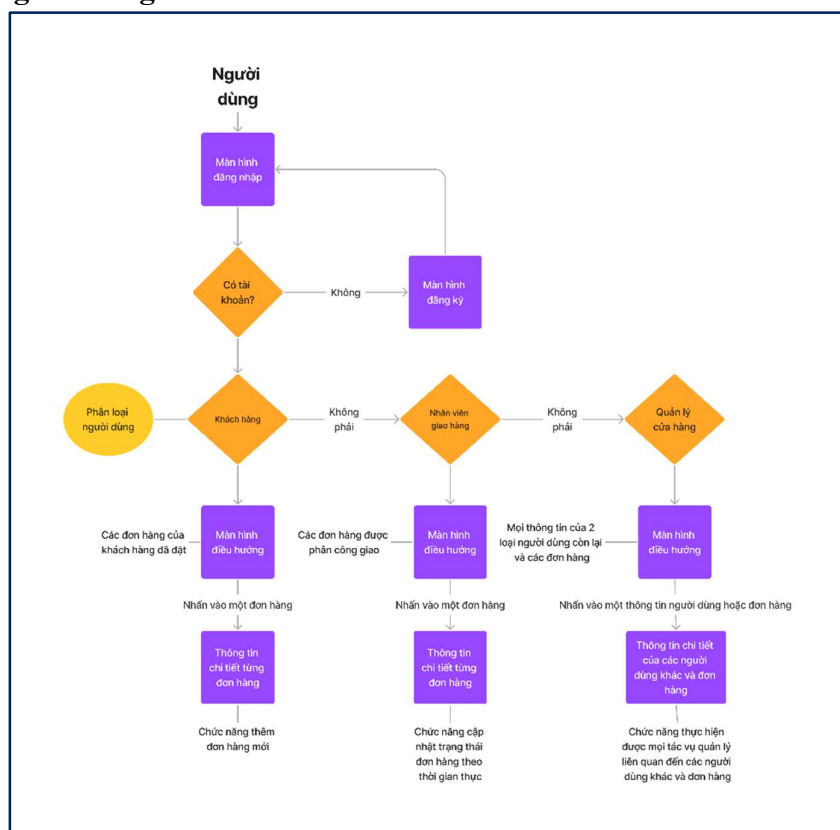 Người
dùng
Màn hình
đăng nhập
Có tài
khoản?
Không
Màn hình
đăng ký
Phân loại
người dùng
Khách hàng
Không
phải
Nhân viên
giao hàng
Không
phải
Quản lý
cửa hàng
Các đơn hàng của
khách hàng đã đặt
Màn hình
điều hướng
Các đơn hàng được
phân công giao
Màn hình
điều hướng
Mọi thông tin của 2
loại người dùng còn lại
và các đơn hàng
Màn hình
điều hướng
Nhấn vào một đơn hàng
Nhấn vào một đơn hàng
Nhấn vào một thông tin người dùng hoặc đơn hàng
Thông tin
chi tiết từng
đơn hàng
Thông tin
chi tiết từng
đơn hàng
Thông tin chi tiết
của các người
dùng khác và đơn
hàng
Chức năng thêm
đơn hàng mới
Chức năng cập
nhật trạng thái
đơn hàng theo
thời gian thực
Chức năng thực hiện
được mọi tác vụ quản lý
liên quan đến các người
dùng khác và đơn hàng